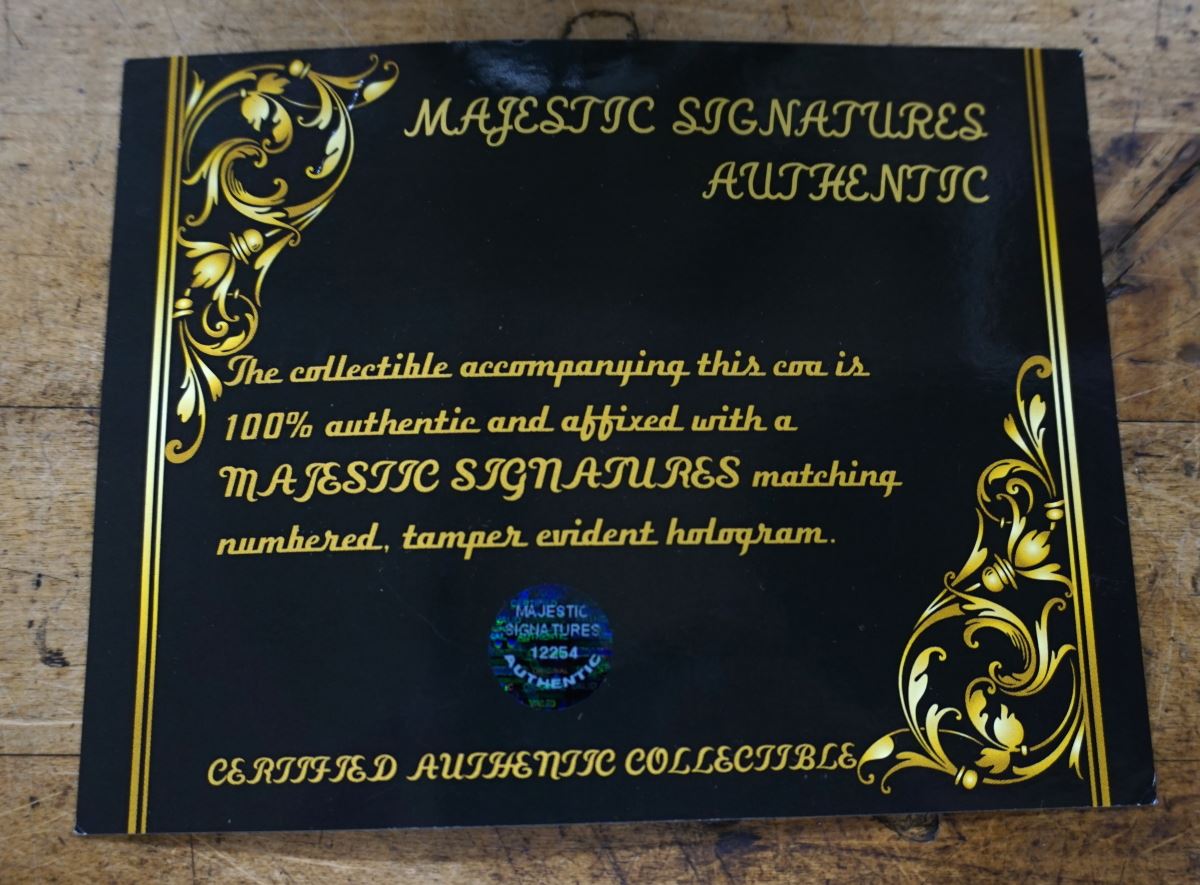 MAJESTIC SIGNATURES
AUTHENTIC
The collectible accompanying this coa is
100% authentic and affixed with a
MAJESTIC SIGNATURES matching
numbered, tamper evident hologram.
MAJESTIC
SIGNATURES
12254
AUTHENTIC
CERTIFIED AUTHENTIC COLLECTIBLE